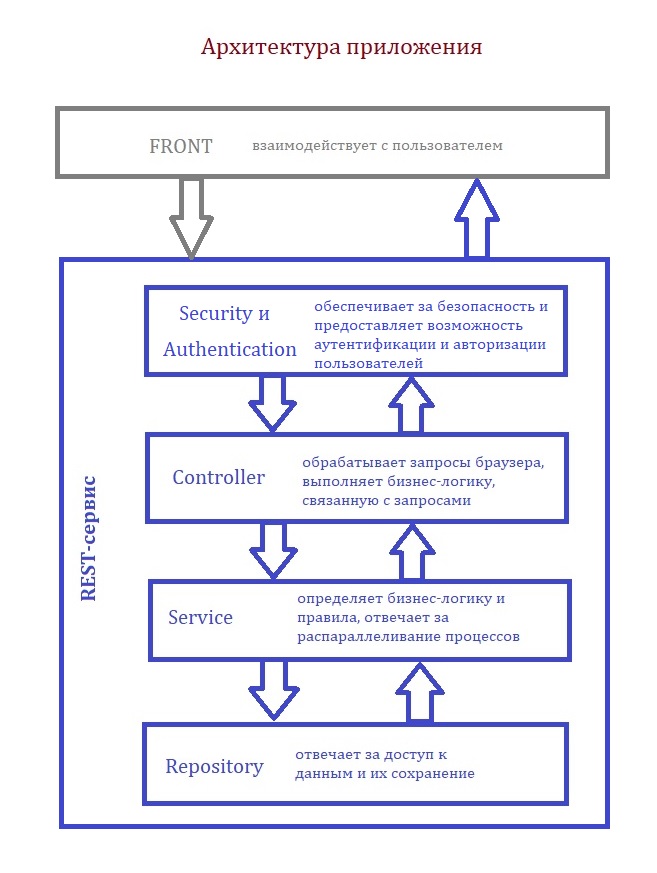 Архитектура приложения
FRONT
взаимодействует с пользователем
REST-сервис
Security и
Authentication
обеспечивает за безопасность и
предоставляет возможность
аутентификации и авторизации
пользователей
Controller
обрабатывает запросы браузера,
выполняет бизнес-логику,
связанную с запросами
Service
определяет бизнес-логику и
правила, отвечает за
распараллеливание процессов
Repository
отвечает за доступ к
данным и их сохранение